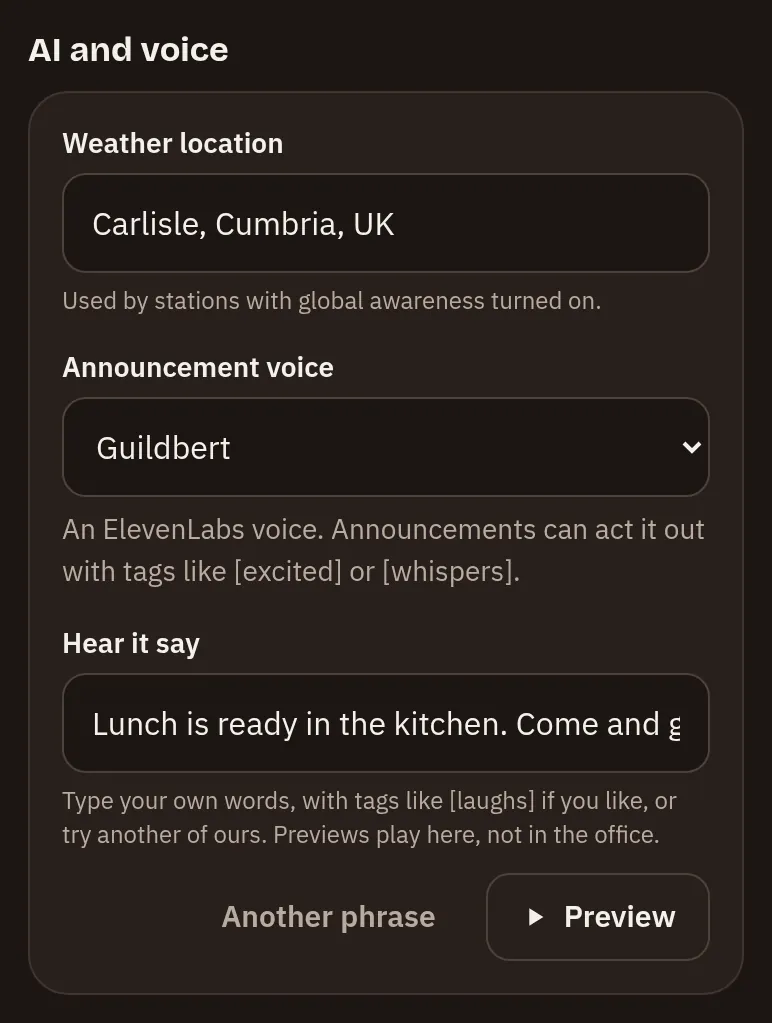 AI and voice
Weather location
Carlisle, Cumbria, UK
Used by stations with global awareness turned on.
Announcement voice
Guildbert
An ElevenLabs voice. Announcements can act it out
with tags like [excited] or [whispers].
Hear it say
Lunch is ready in the kitchen. Come and
Type your own words, with tags like [laughs] if you like, or
try another of ours. Previews play here, not in the office.
Another phrase
Preview